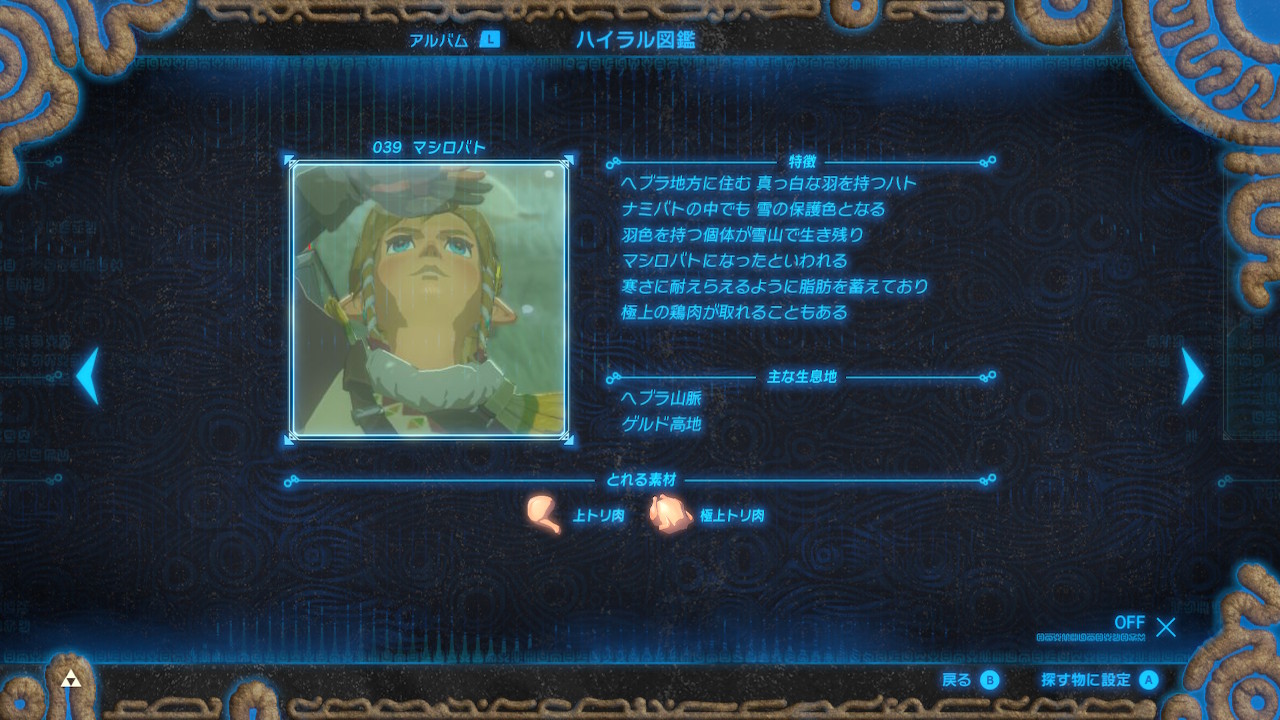 アルバム L
ハイラル図鑑
039 マシロバト
特徴
ヘブラ地方に住む 真っ白な羽を持つハト
ナミバトの中でも 雪の保護色となる
羽色を持つ個体が雪山で生き残り
マシロバトになったといわれる
寒さに耐えらえるように脂肪を蓄えており
極上の鶏肉が取れることもある
主な生息地
ヘブラ山脈
ゲルド高地
とれる素材
上トリ肉 極上トリ肉
OFF
戻る B 探す物に設定 A